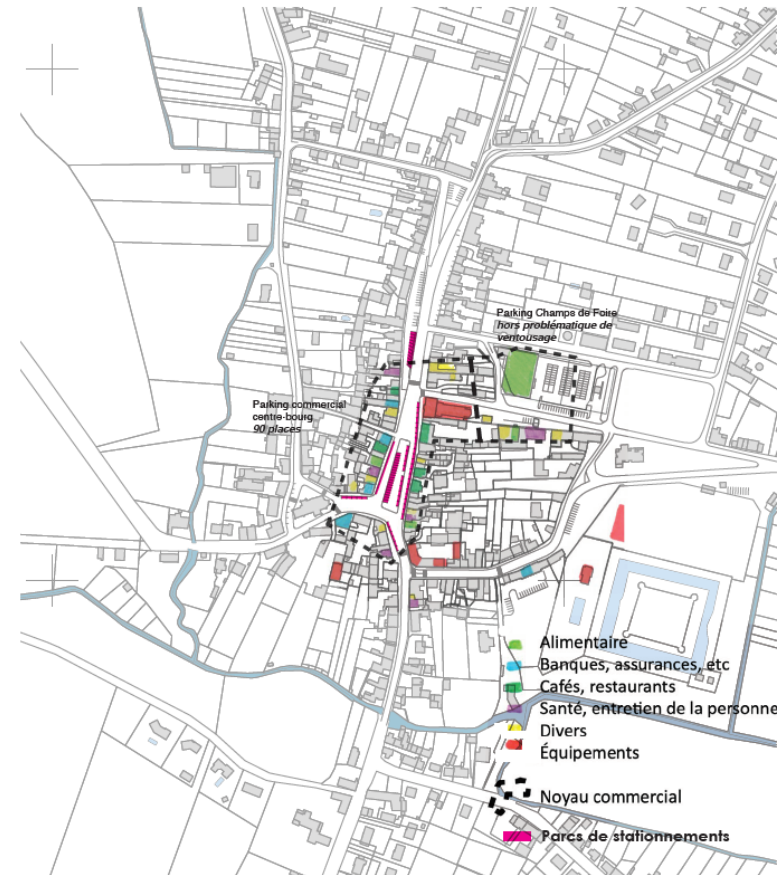 Parking Champs de Foire
hors problématique de
ventousage
Parking commercial
centre-bourg
90 places
Alimentaire
Banques, assurances, etc
Cafés, restaurants
Santé, entretien de la personne
Divers
Équipements
Noyau commercial
Parcs de stationnements